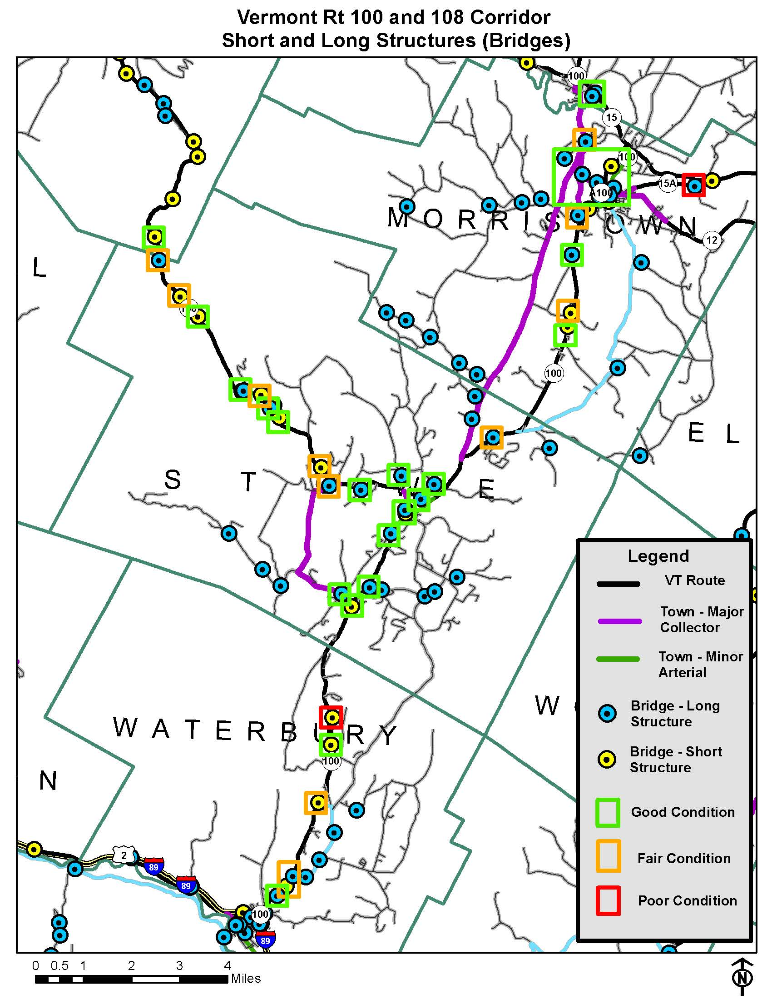 Vermont Rt 100 and 108 Corridor
Short and Long Structures (Bridges)
100
15
100
15A
A100
MORRIS OWN
12
L
100
E L
S T W E
Legend
VT Route
Town - Major
Collector
Town - Minor
Arterial
Bridge - Long
Structure
Bridge - Short
Structure
Good Condition
Fair Condition
Poor Condition
W
WATERBURY
100
N
2
89
89
100
89
0 0.5 1 2 3 4
Miles
N